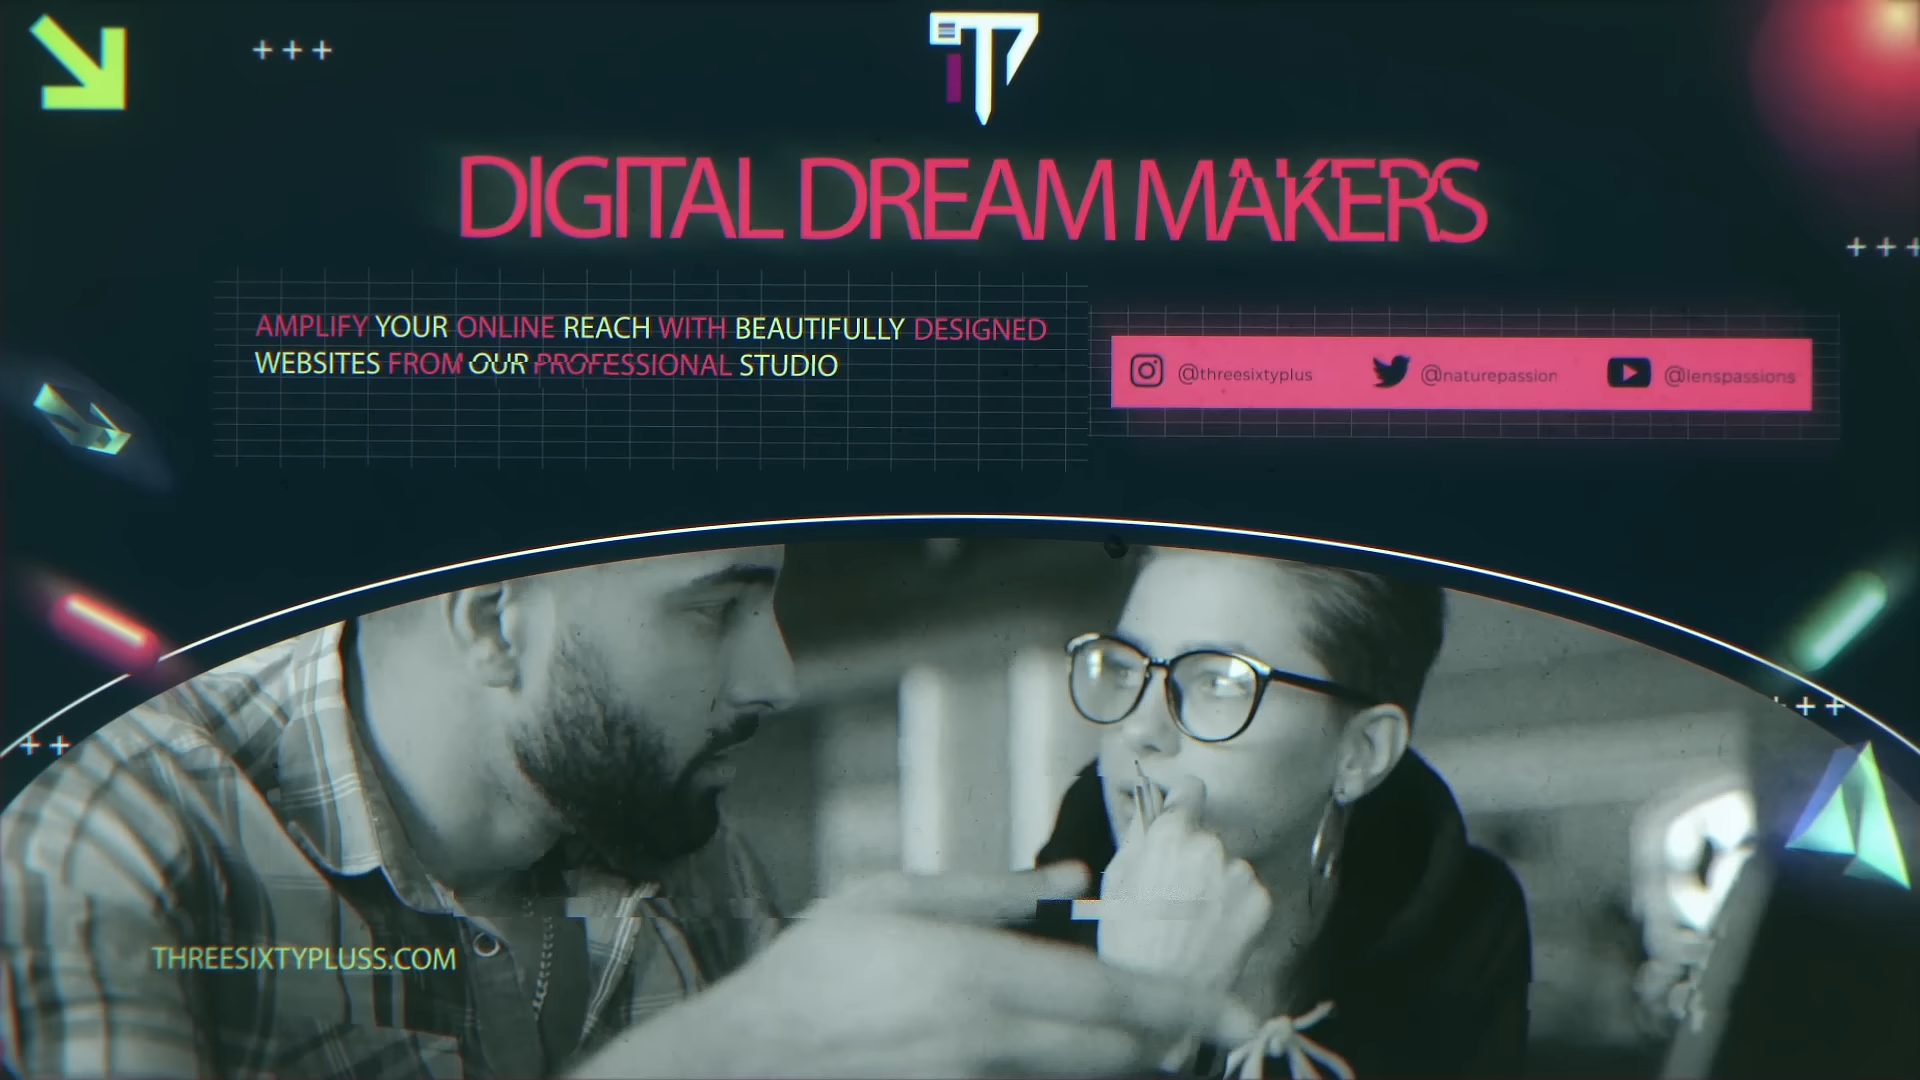 DIGITAL DREAM MAKERS
AMPLIFY YOUR ONLINE REACH WITH BEAUTIFULLY DESIGNED
WEBSITES FROM OUR PROFESSIONAL STUDIO
@threesixtyplus @naturepassion @lenspassions
THREESIXTYPLUSS.COM